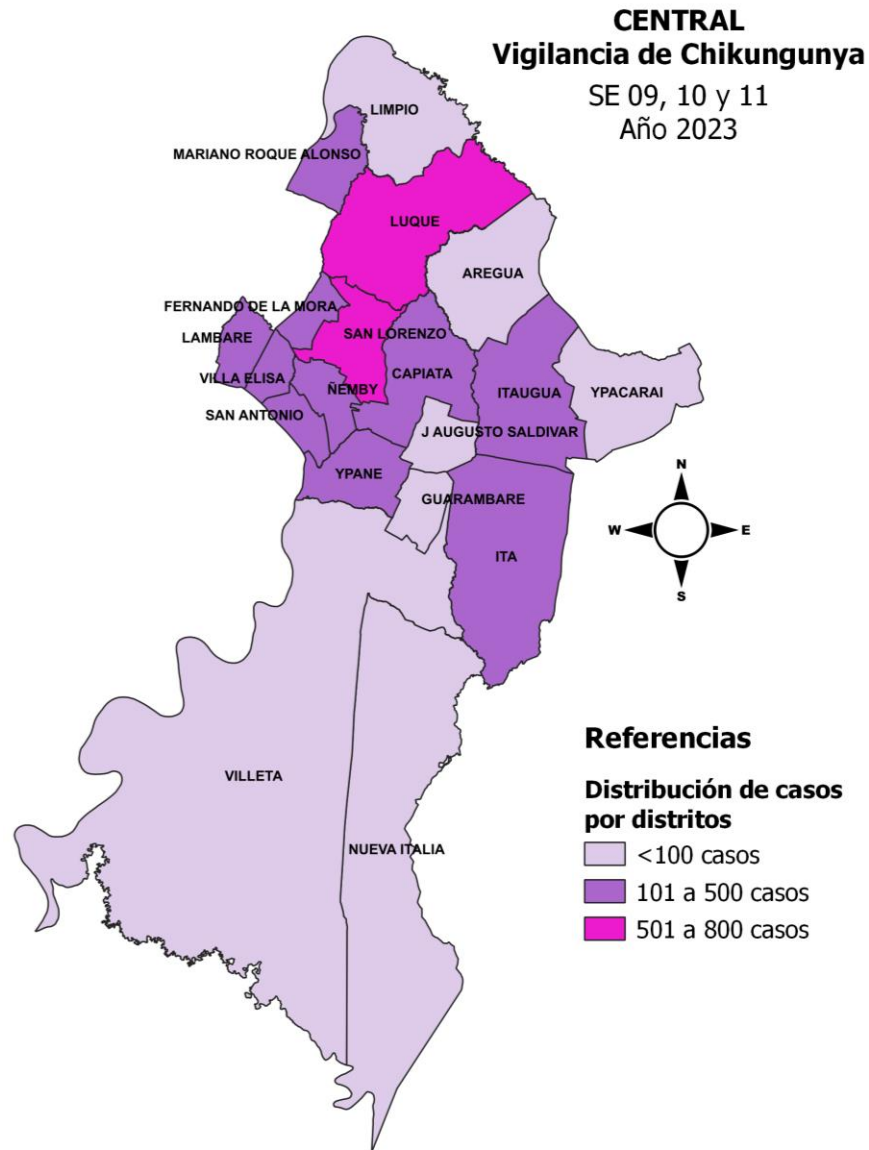 CENTRAL
Vigilancia de Chikungunya
SE 09, 10 y 11
Año 2023
LIMPIO
MARIANO ROQUE ALONSO
LUQUE
AREGUA
FERNANDO DE LA MORA
SAN LORENZO
LAMBARE
VILLA ELISA
CAPIATA
ÑEMBY
ITAUGUA
YPACARAI
SAN ANTONIO
J AUGUSTO SALDIVAR
YPANE
GUARAMBARE
ITA
N
W
E
S
VILLETA
NUEVA ITALIA
Referencias
Distribución de casos
por distritos
<100 casos
101 a 500 casos
501 a 800 casos